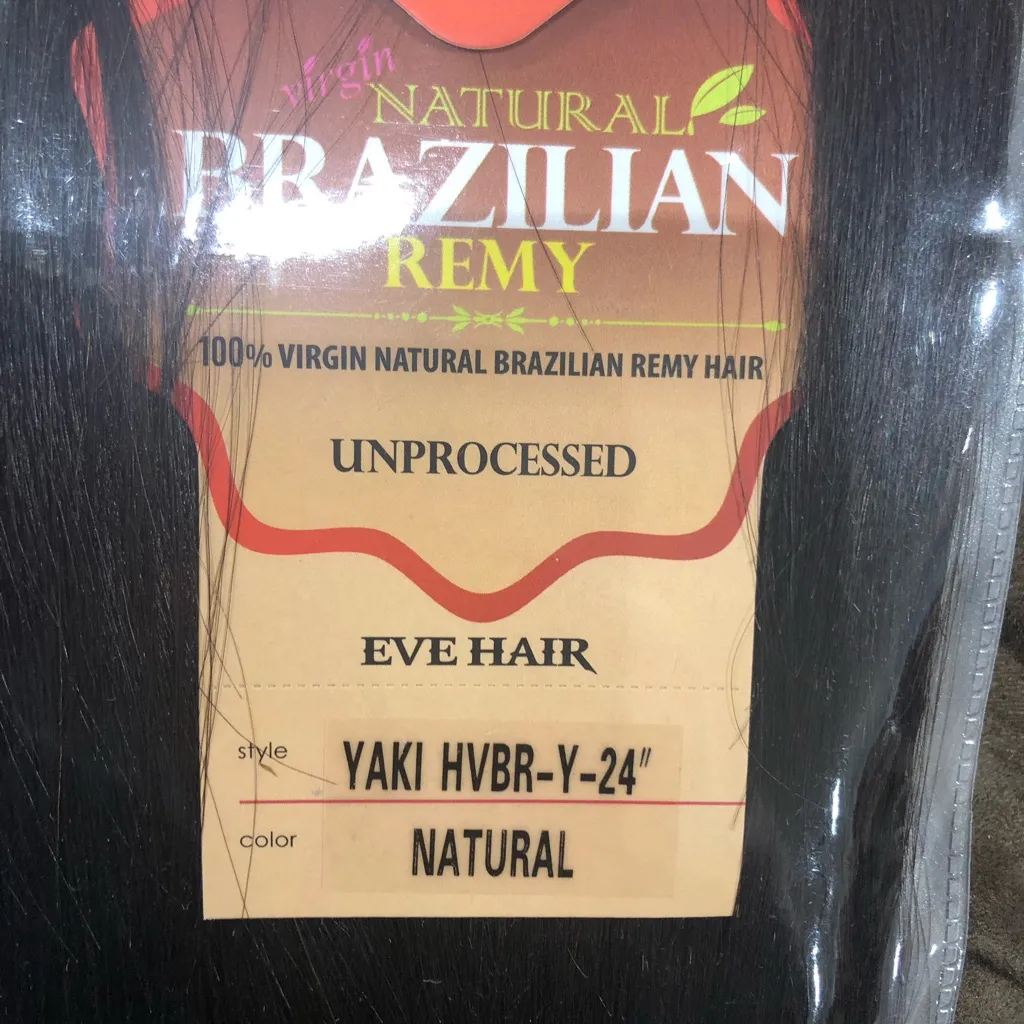 virgin
NATURAL
BRAZILIAN
REMY
100% VIRGIN NATURAL BRAZILIAN REMY HAIR
UNPROCESSED
EVE HAIR
style YAKI HVBR-Y-24"
color NATURAL